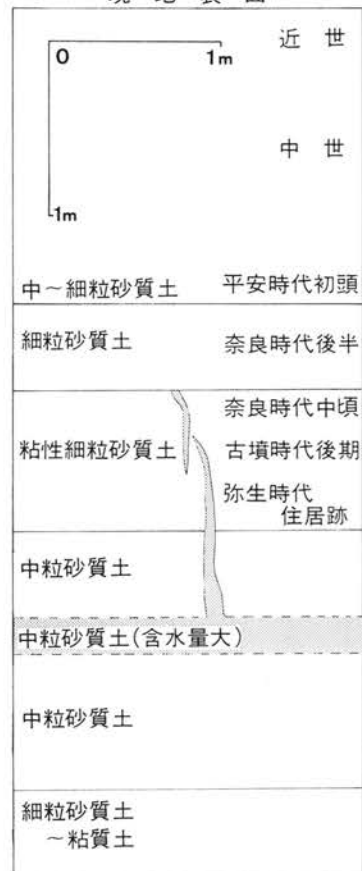 現 地 表 面
0 1m
近 世
中 世
1m
中～細粒砂質土 平安時代初頭
細粒砂質土 奈良時代後半
奈良時代中頃
粘性細粒砂質土 古墳時代後期
弥生時代
住居跡
中粒砂質土
中粒砂質土(含水量大)
中粒砂質土
細粒砂質土
～粘質土